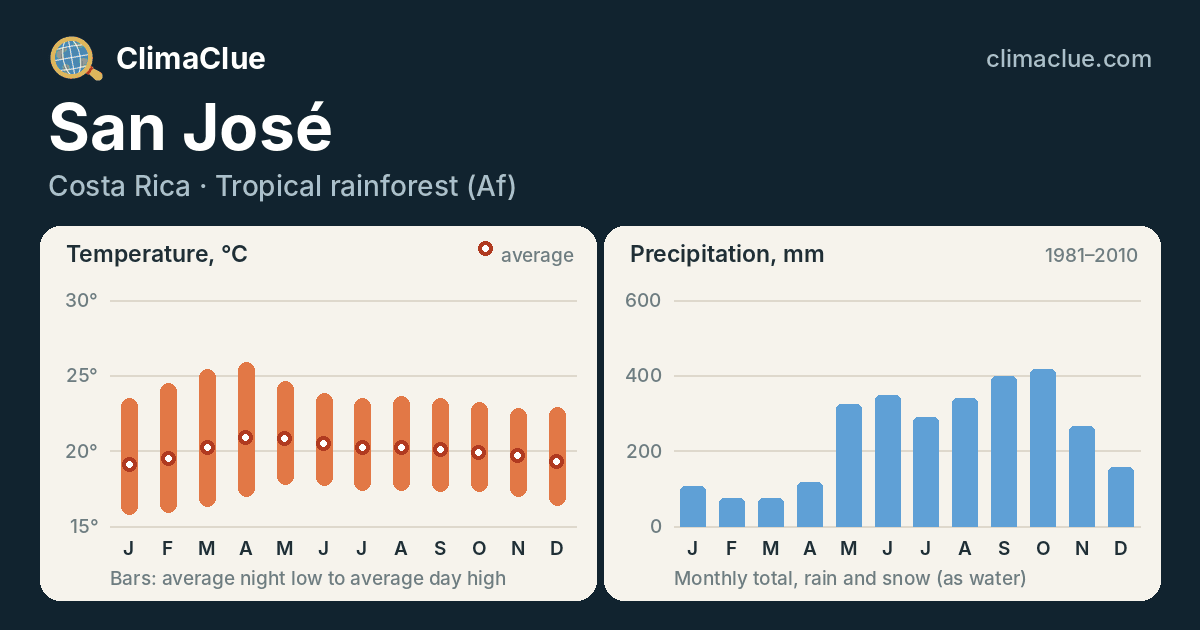 ClimaClue
climaclue.com
San José
Costa Rica · Tropical rainforest (Af)
Temperature, °C
average
30°
25°
20°
15°
J F M A M J J A S O N D
Bars: average night low to average day high
Precipitation, mm
1981–2010
600
400
200
0
J F M A M J J A S O N D
Monthly total, rain and snow (as water)